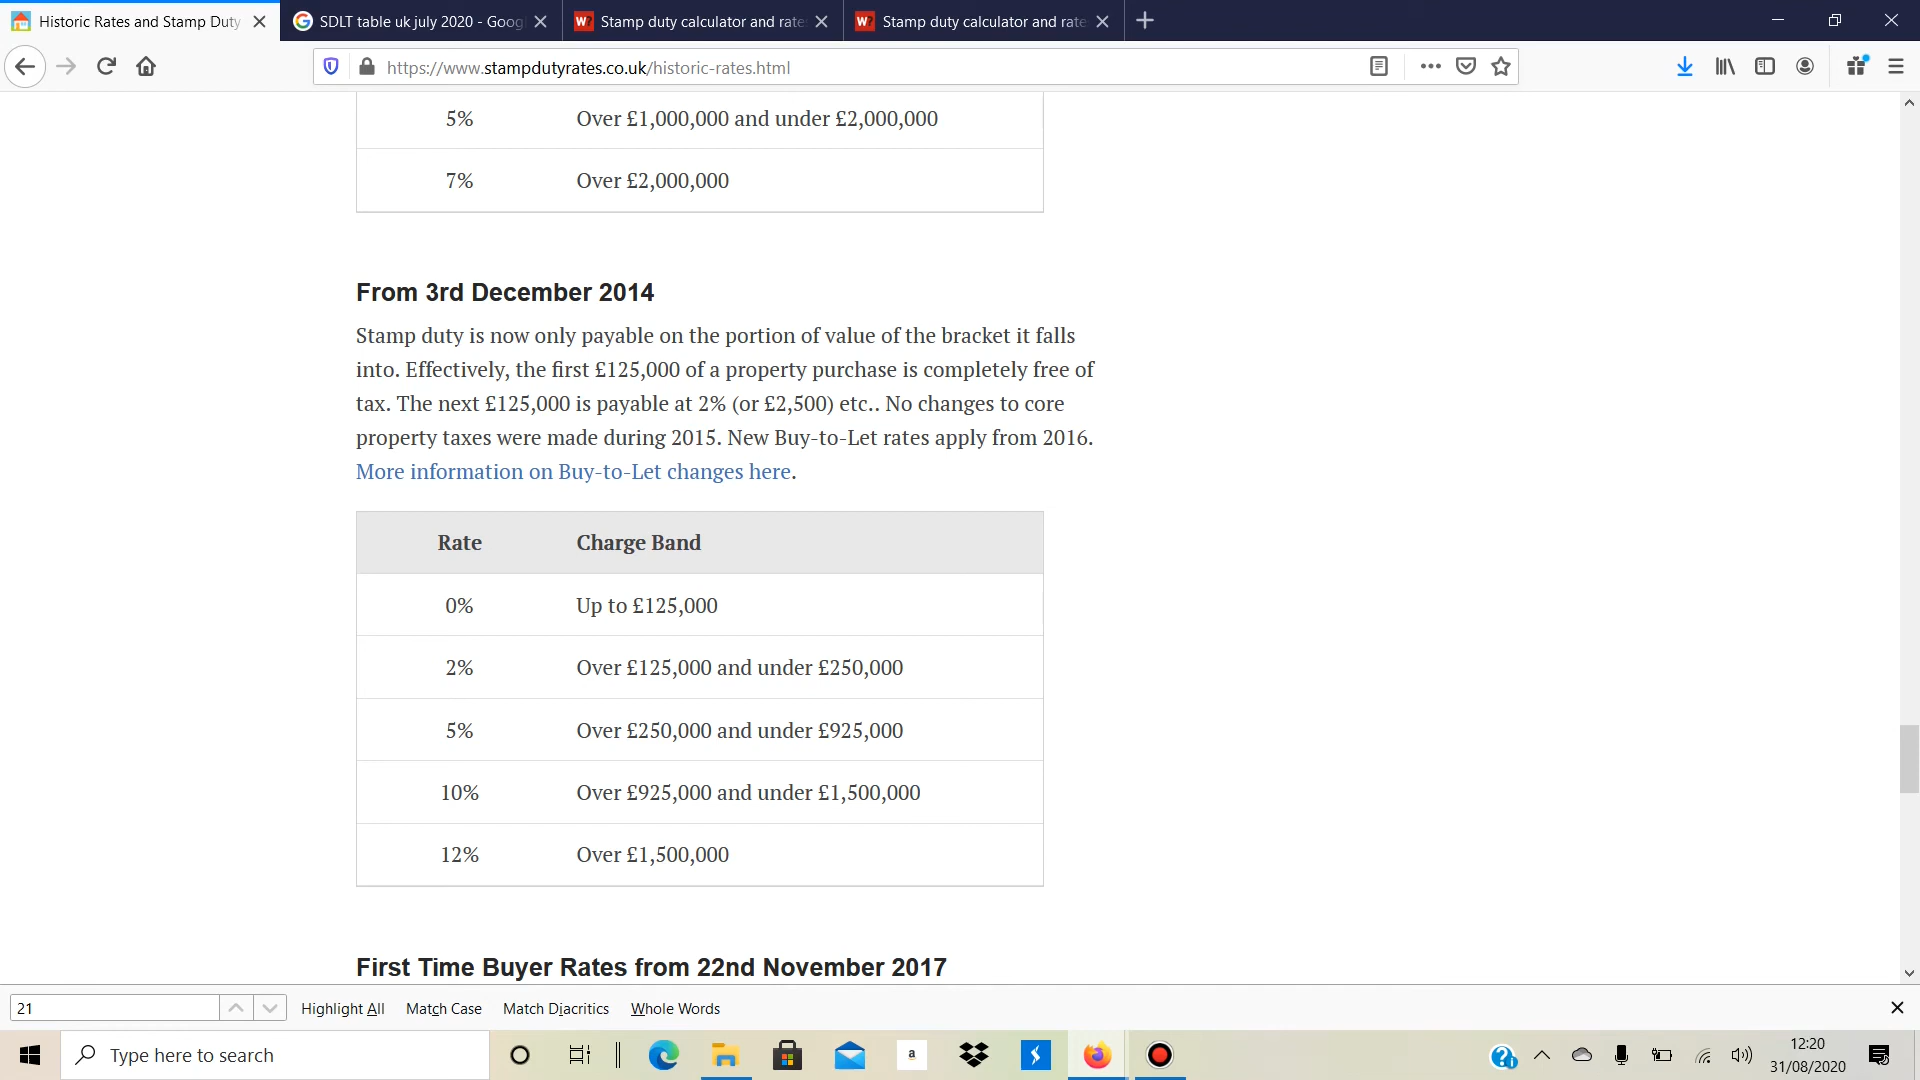 Historic Rates and Stamp Duty
SDLT table uk july 2020 - Goog
Stamp duty calculator and rate
Stamp duty calculator and rate
https://www.stampdutyrates.co.uk/historic-rates.html
5% Over £1,000,000 and under £2,000,000
7% Over £2,000,000
From 3rd December 2014
Stamp duty is now only payable on the portion of value of the bracket it falls
into. Effectively, the first £125,000 of a property purchase is completely free of
tax. The next £125,000 is payable at 2% (or £2,500) etc.. No changes to core
property taxes were made during 2015. New Buy-to-Let rates apply from 2016.
More information on Buy-to-Let changes here.
Rate Charge Band
0% Up to £125,000
2% Over £125,000 and under £250,000
5% Over £250,000 and under £925,000
10% Over £925,000 and under £1,500,000
12% Over £1,500,000
First Time Buyer Rates from 22nd November 2017
21 Highlight All Match Case Match Diacritics Whole Words
Type here to search
a
12:20
31/08/2020